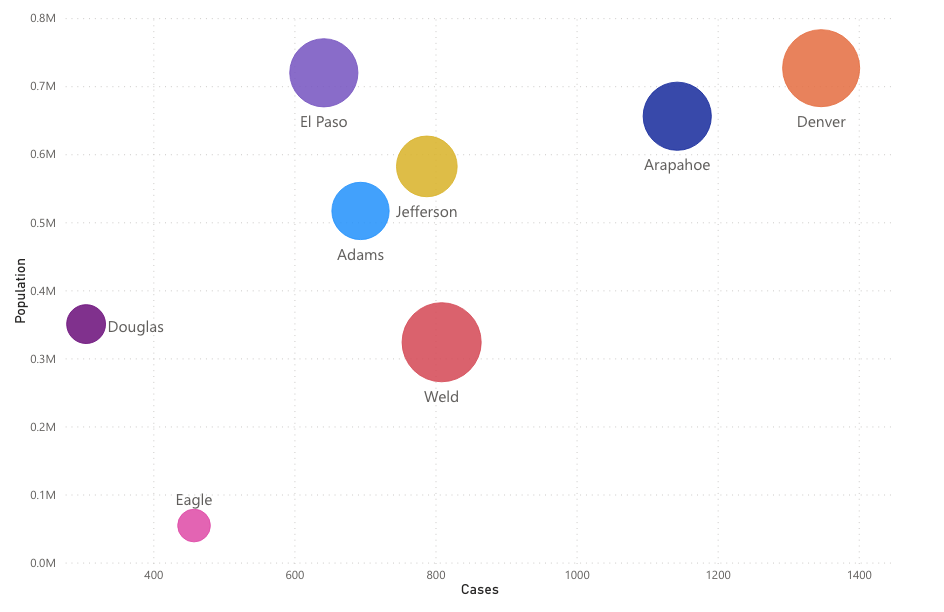 0.8M
0.7M
El Paso
Denver
Arapahoe
0.6M
Jefferson
0.5M
Adams
Population
0.4M
Douglas
0.3M
Weld
0.2M
Eagle
0.1M
0.0M
400
600
800
1000
1200
1400
Cases